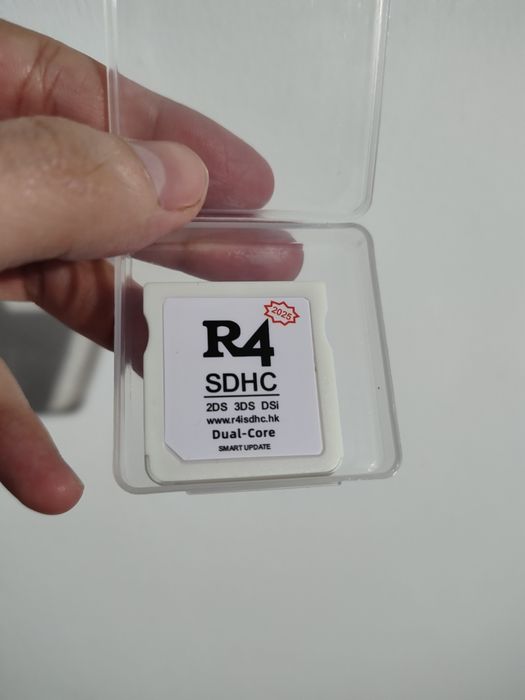 2025
R4
SDHC
2DS 3DS DSi
www.r4isdhc.hk
Dual-Core
SMART UPDATE